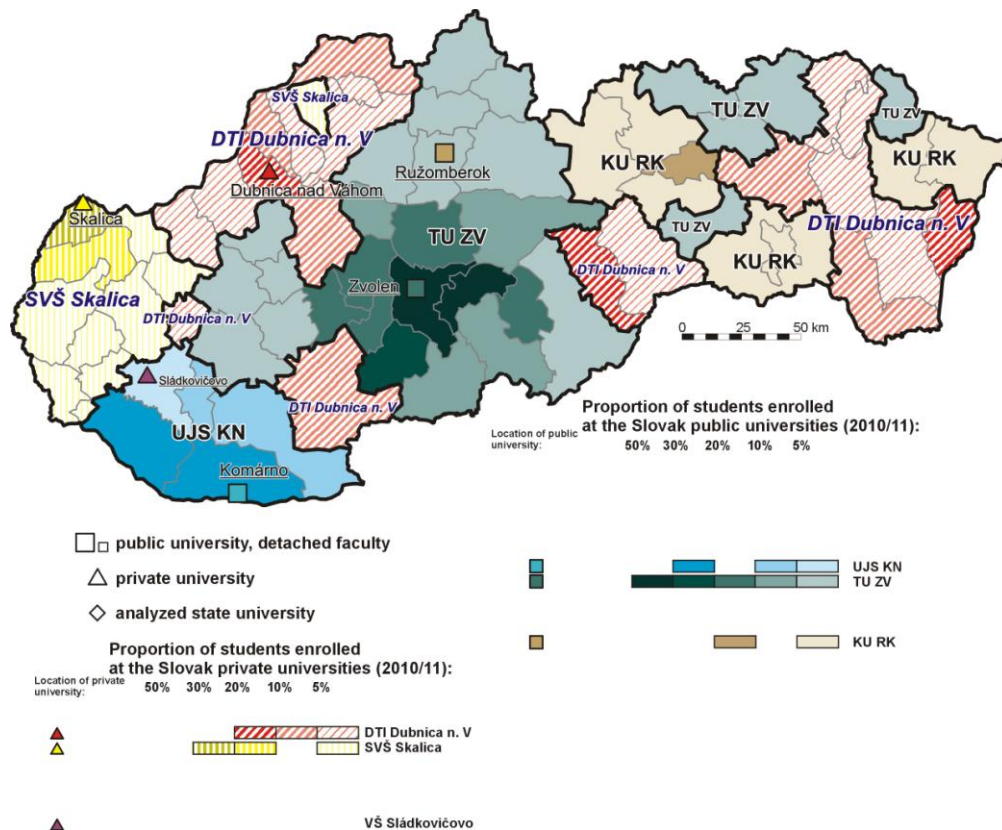 SVŠ Skalica
TU ZV
TU ZV
DTI Dubnica n. V
KU RK
KU RK
Ružomberok
Dubnica nad Váhom
Skalica
TU ZV
DTI Dubnica n. V
KU RK
DTI Dubnica n. V
Zvolen
TU ZV
SVŠ Skalica
DTI Dubnica n. V
0 25 50 km
Sládkovičovo
DTI Dubnica n. V
UJS KN
Komárno
Proportion of students enrolled
at the Slovak public universities (2010/11):
Location of public
university:
50% 30% 20% 10% 5%
public university, detached faculty
private university
analyzed state university
UJS KN
TU ZV
KU RK
Proportion of students enrolled
at the Slovak private universities (2010/11):
Location of private
university:
50% 30% 20% 10% 5%
DTI Dubnica n. V
SVŠ Skalica
VŠ Sládkovičovo